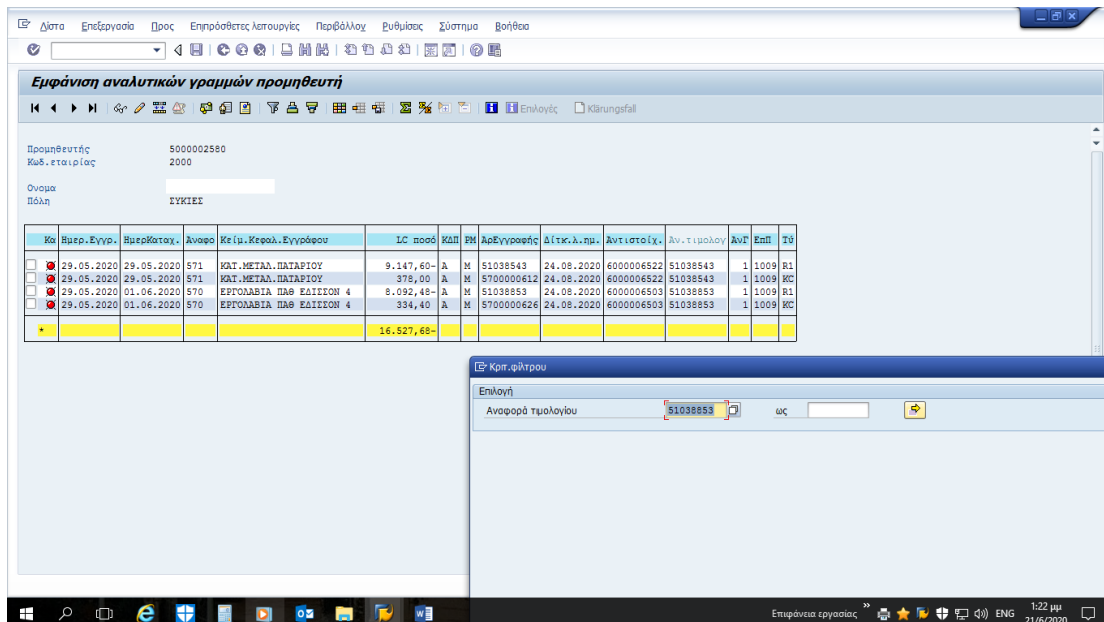 Λίστα Επεξεργασία Προς Επιπρόσθετες λειτουργίες Περιβάλλον Ρυθμίσεις Σύστημα Βοήθεια
Εμφάνιση αναλυτικών γραμμών προμηθευτή
Επιλογές Klärungsfall
Προμηθευτής 5000002580
Κωδ.εταιρίας 2000
Ονομα
Πόλη ΣΥΚΙΕΣ
Κα Ημερ.Εγγρ. ΗμερΚαταχ. Αναφο Κείμ.Κεφαλ.Εγγράφου LC ποσό ΚΔΠ PM ΑρΕγγραφής Δίτκ.λ.ημ. Αντιστοίχ. Αν.τιμολογ ΑνΓ ΕπΠ Τύ
29.05.2020 29.05.2020 571 ΚΑΤ.ΜΕΤΑΛ.ΠΑΤΑΡΙΟΥ 9.147,60- A M 51038543 24.08.2020 6000006522 51038543 1 1009 R1
29.05.2020 29.05.2020 571 ΚΑΤ.ΜΕΤΑΛ.ΠΑΤΑΡΙΟΥ 378,00 A M 5700000612 24.08.2020 6000006522 51038543 1 1009 KC
29.05.2020 01.06.2020 570 ΕΡΓΟΛΑΒΙΑ ΠΑΘ ΕΔΙΣΣΟΝ 4 8.092,48- A M 51038853 24.08.2020 6000006503 51038853 1 1009 R1
29.05.2020 01.06.2020 570 ΕΡΓΟΛΑΒΙΑ ΠΑΘ ΕΔΙΣΣΟΝ 4 334,40 A M 5700000626 24.08.2020 6000006503 51038853 1 1009 KC
* 16.527,68-
Κριτ.φίλτρου
Επιλογή
Αναφορά τιμολογίου 51038853 ως
Επιφάνεια εργασίας ENG 1:22 μμ
21/6/2020